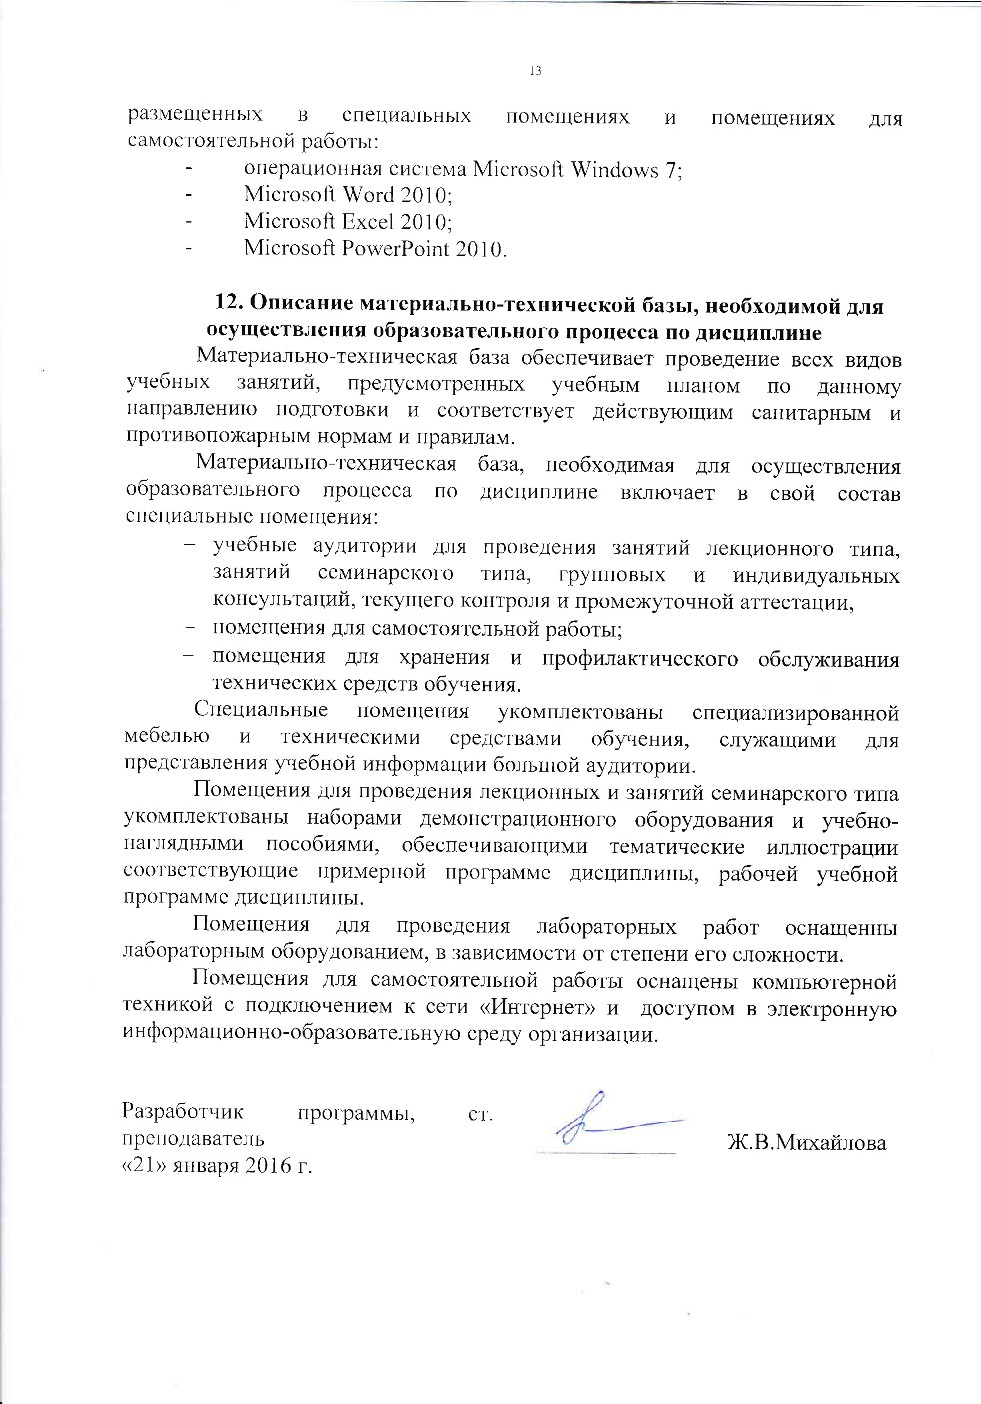 13
размещенных в специальных помещениях и помещениях для
самостоятельной работы:
- операционная система Microsoft Windows 7;
- Microsoft Word 2010;
- Microsoft Excel 2010;
- Microsoft PowerPoint 2010.
12. Описание материально-технической базы, необходимой для
осуществления образовательного процесса по дисциплине
Материально-техническая база обеспечивает проведение всех видов
учебных занятий, предусмотренных учебным планом по данному
направлению подготовки и соответствует действующим санитарным и
противопожарным нормам и правилам.
Материально-техническая база, необходимая для осуществления
образовательного процесса по дисциплине включает в свой состав
специальные помещения:
– учебные аудитории для проведения занятий лекционного типа,
занятий семинарского типа, групповых и индивидуальных
консультаций, текущего контроля и промежуточной аттестации,
– помещения для самостоятельной работы;
– помещения для хранения и профилактического обслуживания
технических средств обучения.
Специальные помещения укомплектованы специализированной
мебелью и техническими средствами обучения, служащими для
представления учебной информации большой аудитории.
Помещения для проведения лекционных и занятий семинарского типа
укомплектованы наборами демонстрационного оборудования и учебно-
наглядными пособиями, обеспечивающими тематические иллюстрации
соответствующие примерной программе дисциплины, рабочей учебной
программе дисциплины.
Помещения для проведения лабораторных работ оснащены
лабораторным оборудованием, в зависимости от степени его сложности.
Помещения для самостоятельной работы оснащены компьютерной
техникой с подключением к сети «Интернет» и доступом в электронную
информационно-образовательную среду организации.
Разработчик программы, ст.
преподаватель Ж.В.Михайлова
«21» января 2016 г.